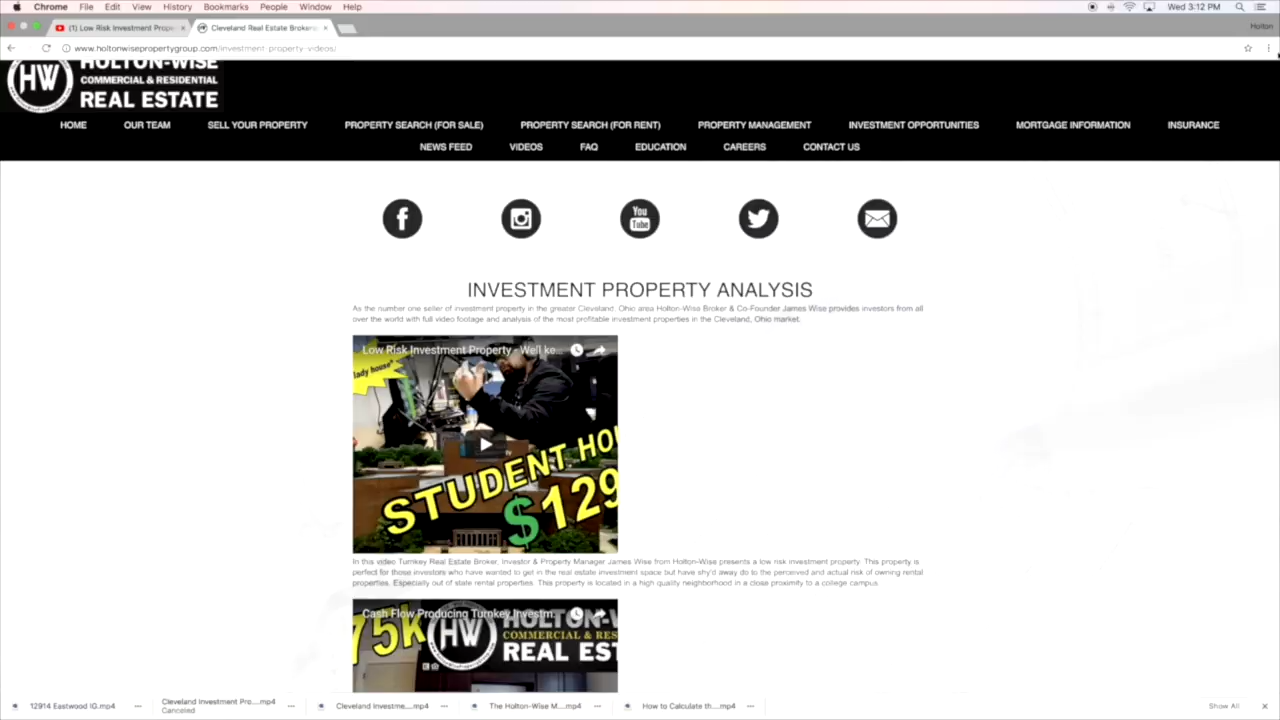 Chrome File Edit View History Bookmarks People Window Help Wed 3:12 PM
(1) Low Risk Investment Prope Cleveland Real Estate Brokers Holton
www.holtonwisepropertygroup.com/investment-property-videos/
HOLTON-WISE
HW COMMERCIAL & RESIDENTIAL
REAL ESTATE
HOME OUR TEAM SELL YOUR PROPERTY PROPERTY SEARCH (FOR SALE) PROPERTY SEARCH (FOR RENT) PROPERTY MANAGEMENT INVESTMENT OPPORTUNITIES MORTGAGE INFORMATION INSURANCE
NEWS FEED VIDEOS FAQ EDUCATION CAREERS CONTACT US
You
Tube
INVESTMENT PROPERTY ANALYSIS
As the number one seller of investment property in the greater Cleveland, Ohio area Holton-Wise Broker & Co-Founder James Wise provides investors from all
over the world with full video footage and analysis of the most profitable investment properties in the Cleveland, Ohio market.
Low Risk Investment Property - Well ke...
lady house"
STUDENT HO
$129
In this video Turnkey Real Estate Broker, Investor & Property Manager James Wise from Holton-Wise presents a low risk investment property. This property is
perfect for those investors who have wanted to get in the real estate investment space but have shy'd away do to the perceived and actual risk of owning rental
properties. Especially out of state rental properties. This property is located in a high quality neighborhood in a close proximity to a college campus.
Cash Flow Producing Turnkey Investm...
75k HW HOLTON-W
COMMERCIAL & RES
REAL EST
12914 Eastwood IG.mp4 Cleveland Investment Pro....mp4 Cleveland Investme....mp4 The Holton-Wise M....mp4 How to Calculate th....mp4 Show All
Canceled